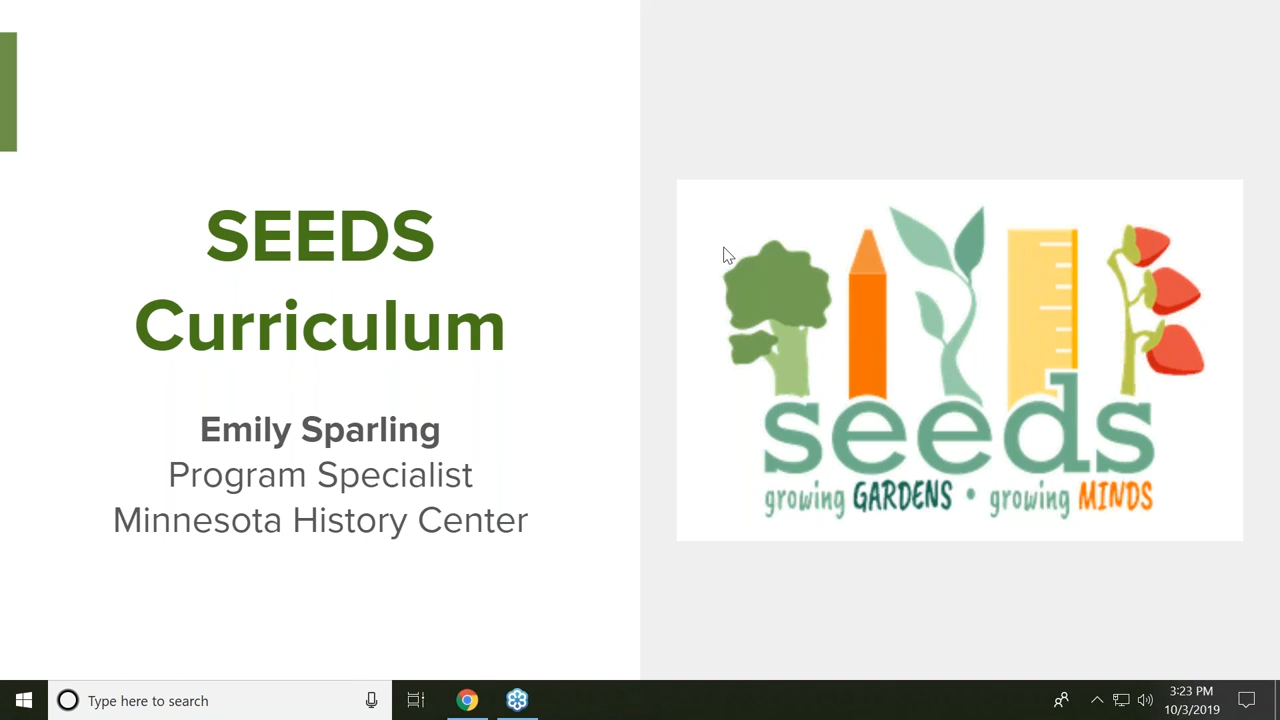 SEEDS
Curriculum
Emily Sparling
Program Specialist
Minnesota History Center
seeds
growing GARDENS • growing MINDS
Type here to search
3:23 PM
10/3/2019